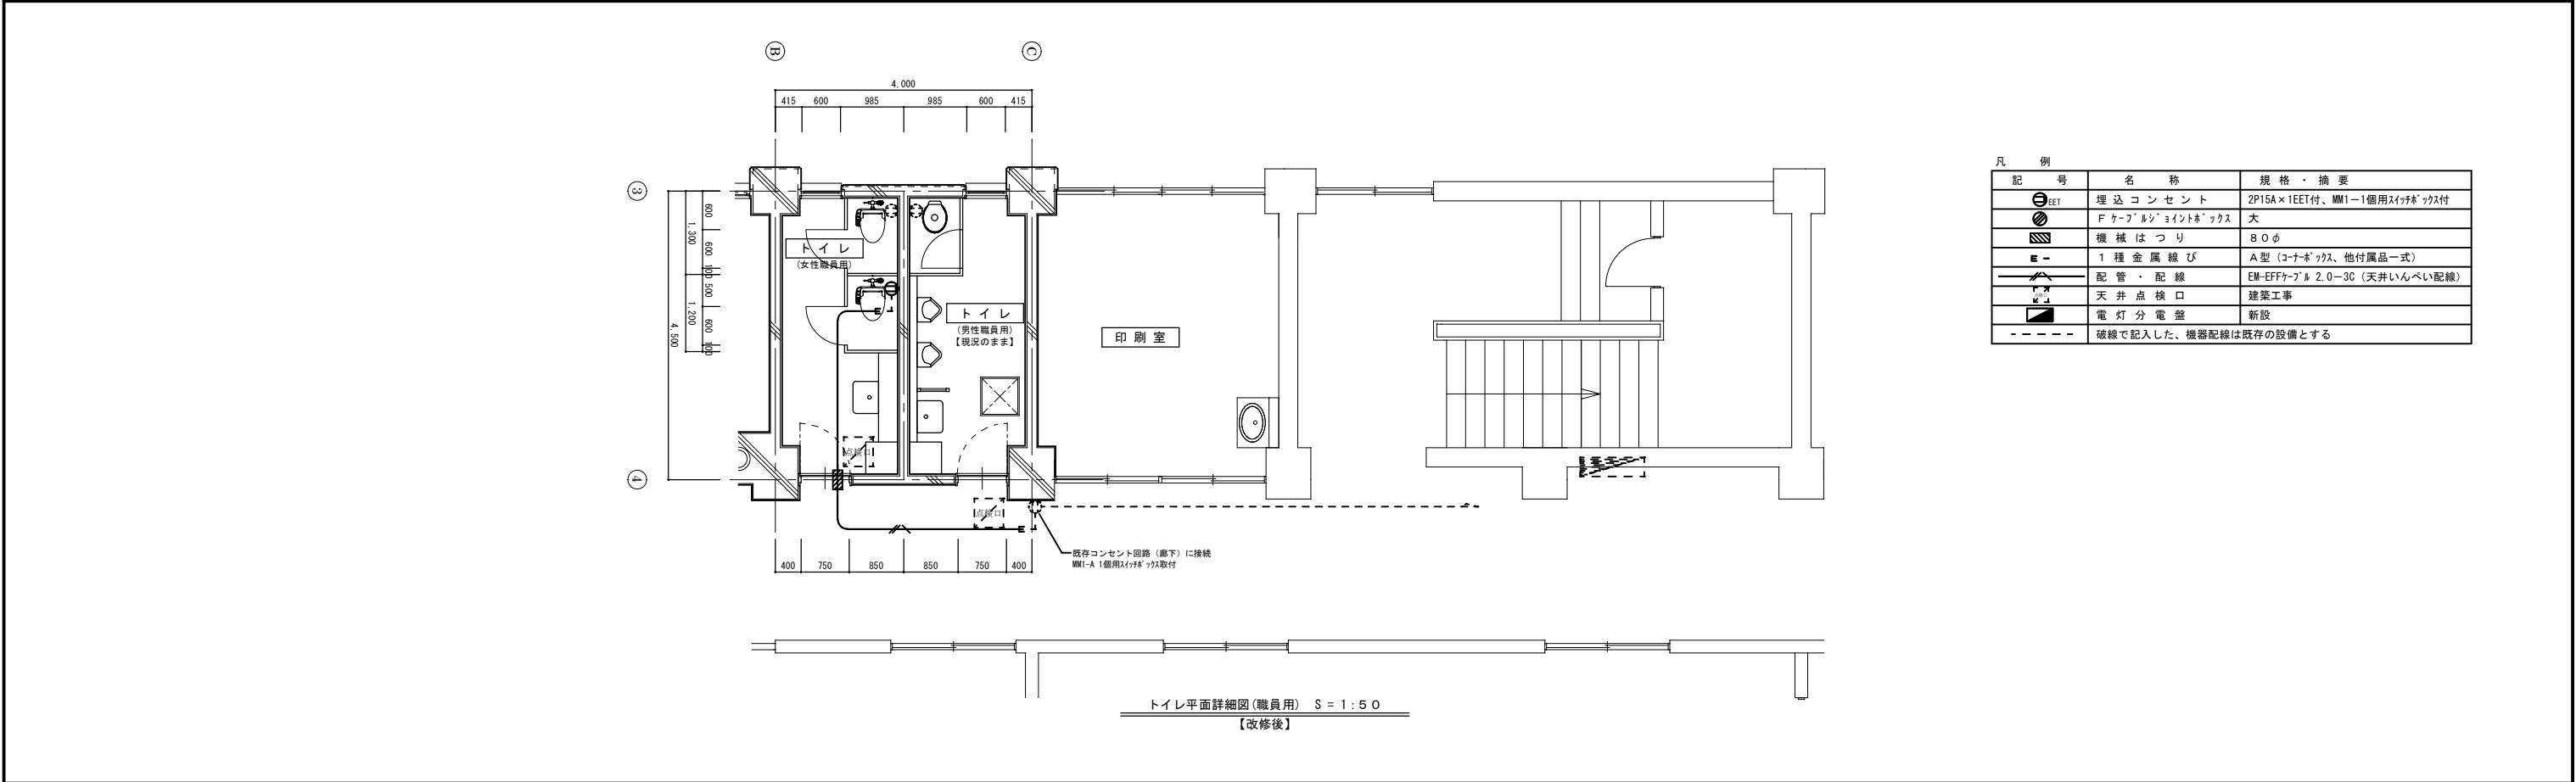 B
C
4,000
415 600 985 985 600 415
3
4
600
1,300
600
100
500
1,200
600
100
4,500
トイレ
(女性職員用)
トイレ
(男性職員用)
【現況のまま】
印刷室
点検口
点検口
E
E
既存コンセント回路（廊下）に接続
MM1-A 1個用スイッチボックス取付
400 750 850 850 750 400
トイレ平面詳細図(職員用) S=1:50
【改修後】
凡 例
記 号 名 称 規格・摘要
EET 埋込コンセント 2P15A×1EET付、MM1－1個用スイッチボックス付
Fケーブルジョイントボックス 大
機械はつり 80φ
E 1種金属線び A型（コーナーボックス、他付属品一式）
配管・配線 EM-EFFケーブル 2.0－3C（天井いんぺい配線）
点検口 天井点検口 建築工事
電灯分電盤 新設
破線で記入した、機器配線は既存の設備とする